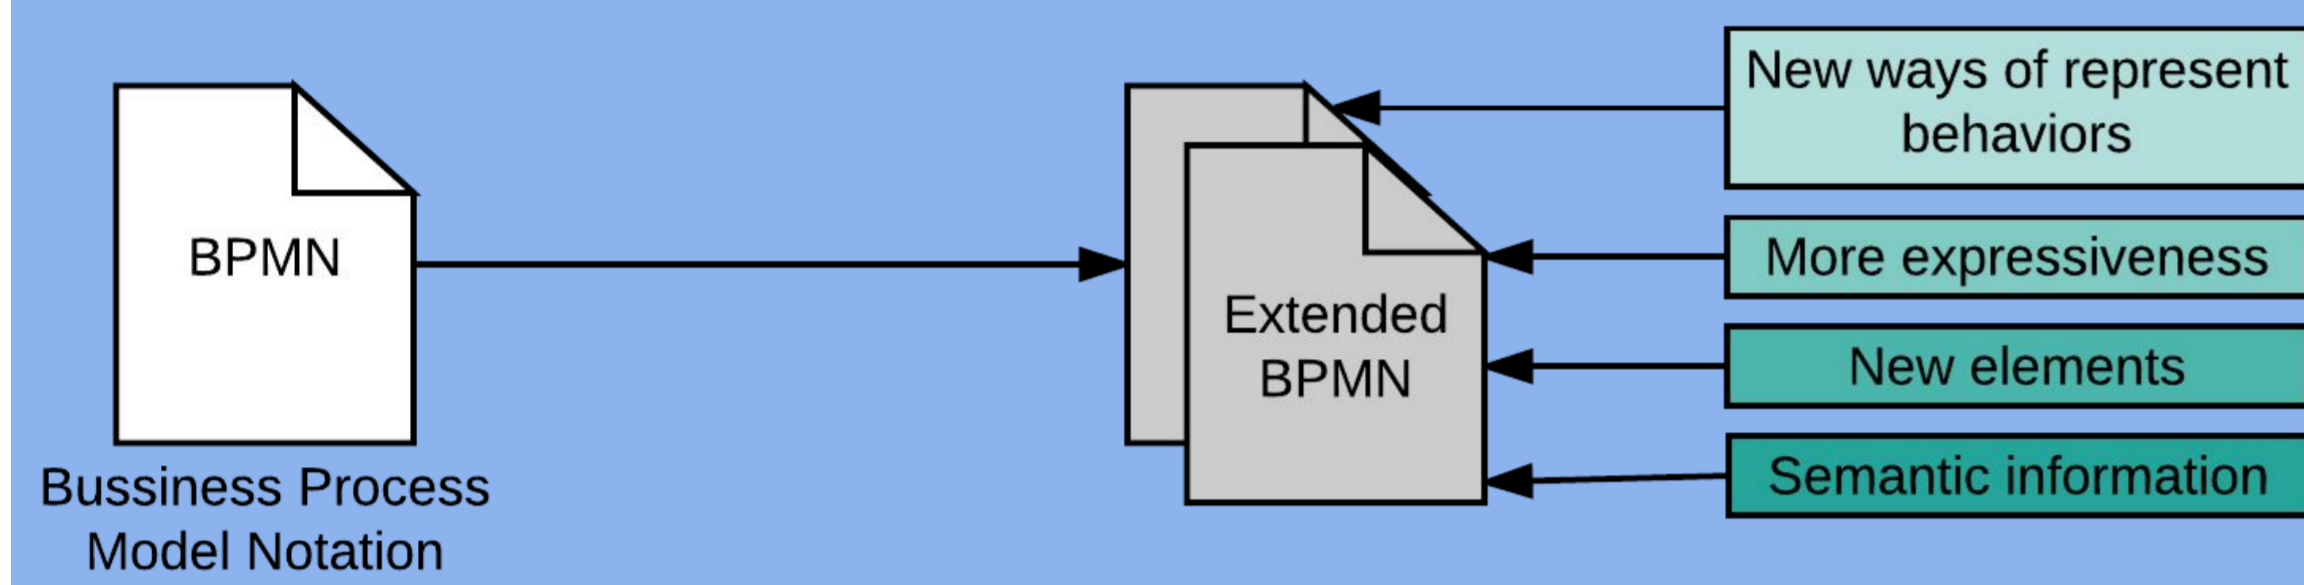 BPMN
Bussiness Process
Model Notation
Extended
BPMN
New ways of represent
behaviors
More expressiveness
New elements
Semantic information